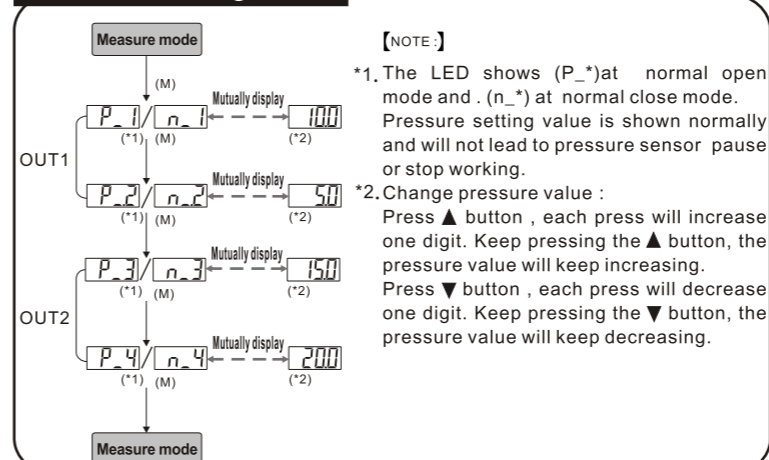 Measure mode
(M)
P_1 / n_1 Mutually display 10.0
(*1) (M) (*2)
OUT1
P_2 / n_2 Mutually display 5.0
(*1) (M) (*2)
P_3 / n_3 Mutually display 15.0
(*1) (M) (*2)
OUT2
P_4 / n_4 Mutually display 20.0
(*1) (M) (*2)
Measure mode
【NOTE:】
*1. The LED shows (P_*)at normal open
mode and . (n_*) at normal close mode.
Pressure setting value is shown normally
and will not lead to pressure sensor pause
or stop working.
*2. Change pressure value :
Press ▲ button , each press will increase
one digit. Keep pressing the ▲ button, the
pressure value will keep increasing.
Press ▼ button , each press will decrease
one digit. Keep pressing the ▼ button, the
pressure value will keep decreasing.